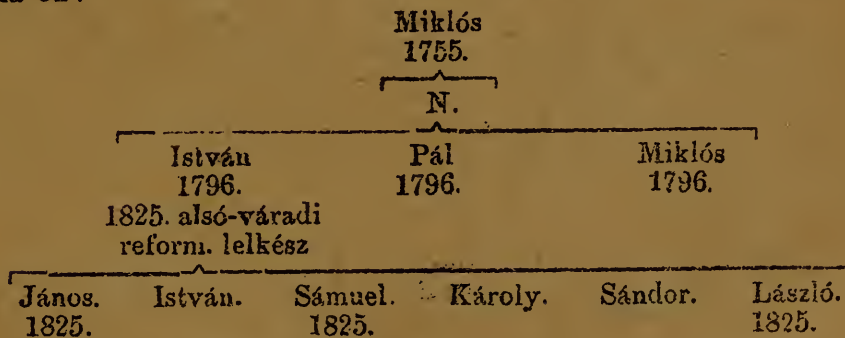 Miklós
1755.
N.
István Pál Miklós
1796. 1796. 1796.
1825. alsó-váradi
reform. lelkész
János. István. Sámuel. Károly. Sándor. László.
1825. 1825. 1825.